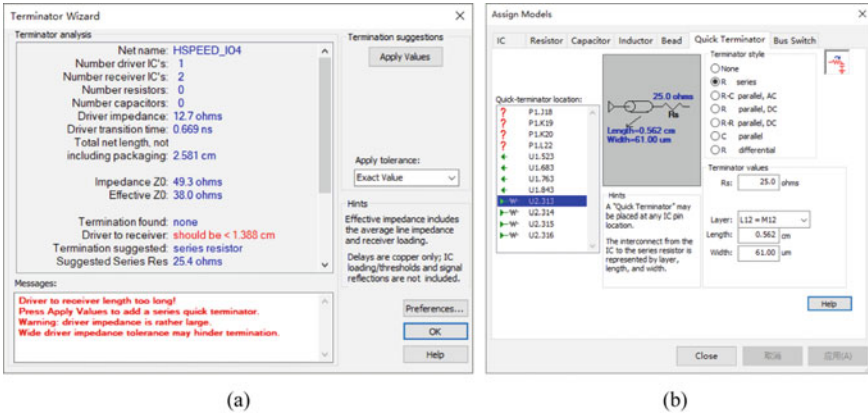 Terminator Wizard
Terminator analysis
Net name: HSPEED_IO4
Number driver IC's: 1
Number receiver IC's: 2
Number resistors: 0
Number capacitors: 0
Driver impedance: 12.7 ohms
Driver transition time: 0.669 ns
Total net length, not
including packaging: 2.581 cm
Impedance Z0: 49.3 ohms
Effective Z0: 38.0 ohms
Termination found: none
Driver to receiver: should be < 1.388 cm
Termination suggested: series resistor
Suggested Series Res 25.4 ohms
Termination suggestions
Apply Values
Apply tolerance:
Exact Value
Hints
Effective impedance includes
the average line impedance
and receiver loading.
Delays are copper only; IC
loading/thresholds and signal
reflections are not included.
Messages:
Driver to receiver length too long!
Press Apply Values to add a series quick terminator.
Warning: driver impedance is rather large.
Wide driver impedance tolerance may hinder termination.
Preferences...
OK
Help
(a)
Assign Models
IC Resistor Capacitor Inductor Bead Quick Terminator Bus Switch
Quick-terminator location:
? P1.J18
? P1.K19
? P1.K20
? P1.L22
U1.523
U1.683
U1.763
U1.843
U2.313
U2.314
U2.315
U2.316
25.0 ohms
Rs
Length=0.562 cm
Width=61.00 um
Hints
A "Quick Terminator" may
be placed at any IC pin
location.
The interconnect from the
IC to the series resistor is
represented by layer,
length, and width.
Terminator style
None
R series
R-C parallel, AC
R parallel, DC
R-R parallel, DC
C parallel
R differential
Terminator values
Rs: 25.0 ohms
Layer: L12 = M12
Length: 0.562 cm
Width: 61.00 um
Help
Close
取消
应用(A)
(b)